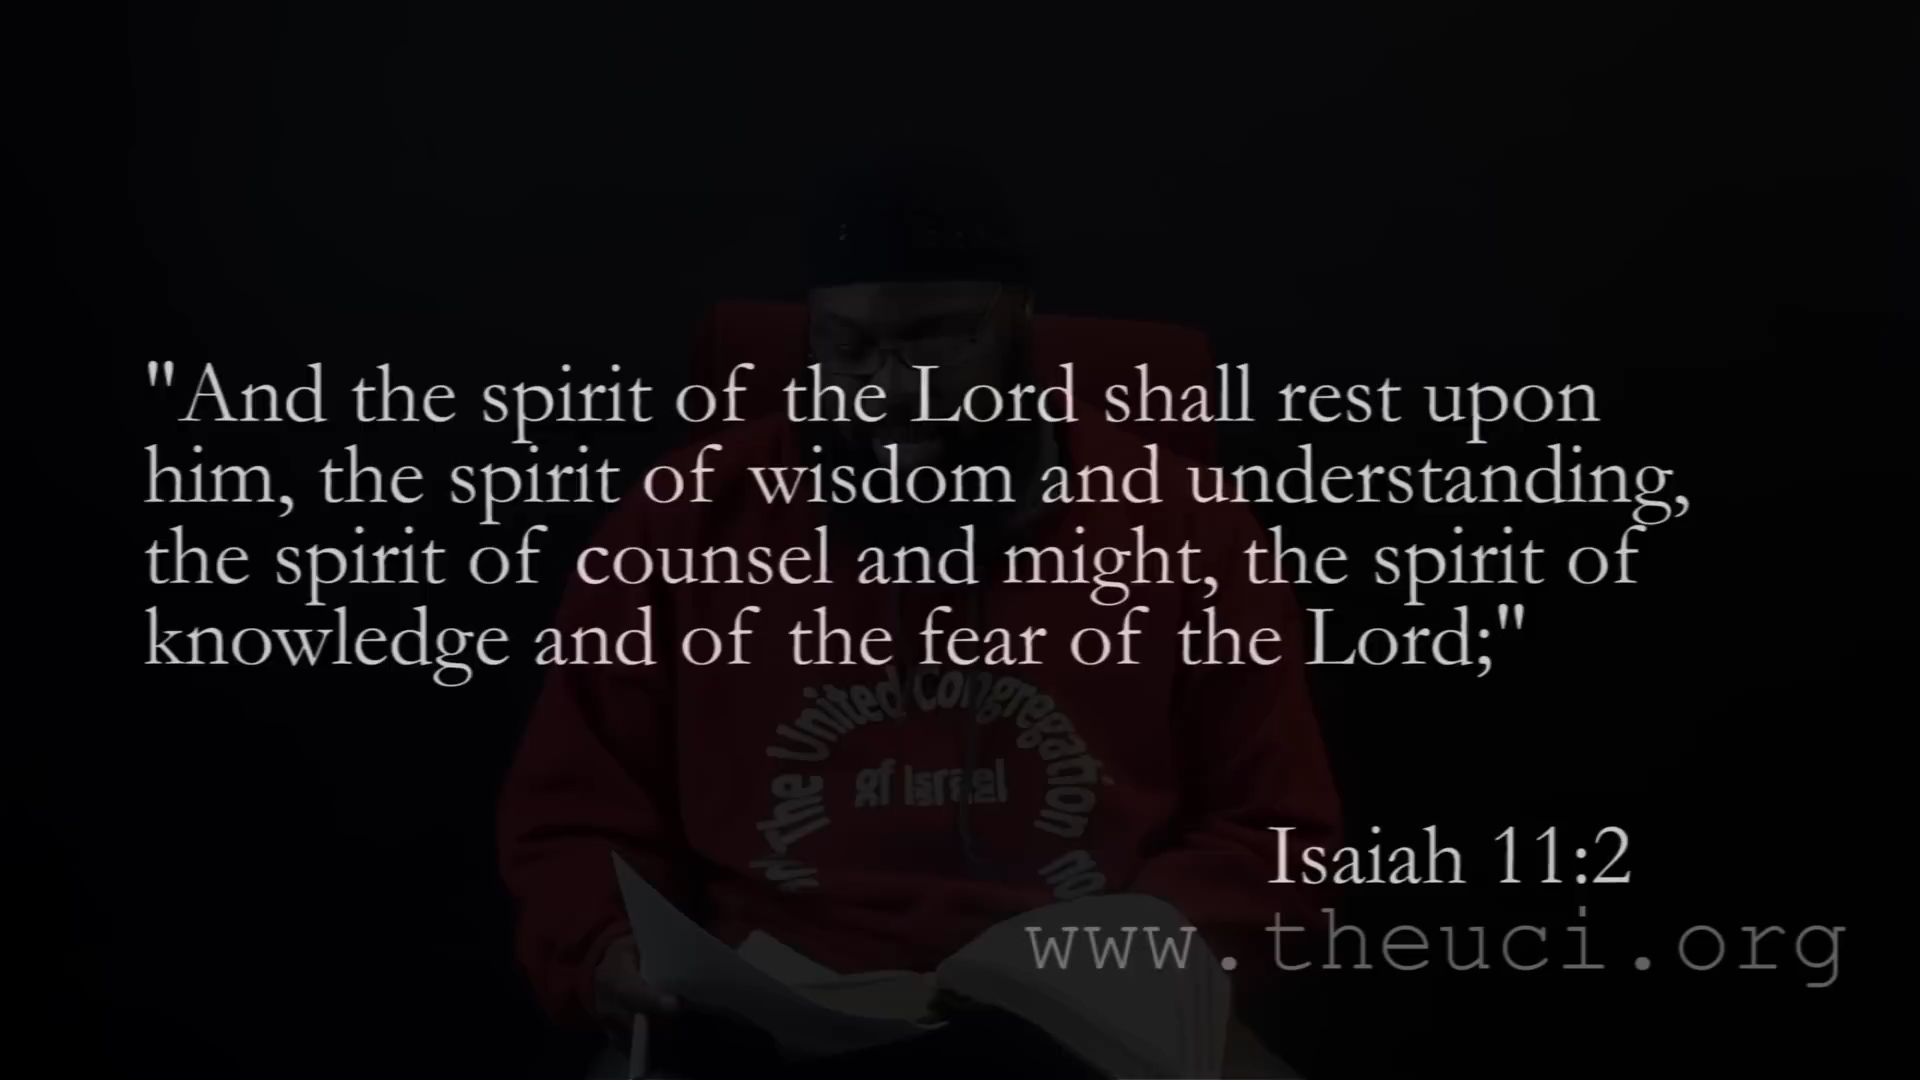 "And the spirit of the Lord shall rest upon
him, the spirit of wisdom and understanding,
the spirit of counsel and might, the spirit of
knowledge and of the fear of the Lord;"
The United Congregation
of Israel
Isaiah 11:2
www.theuci.org